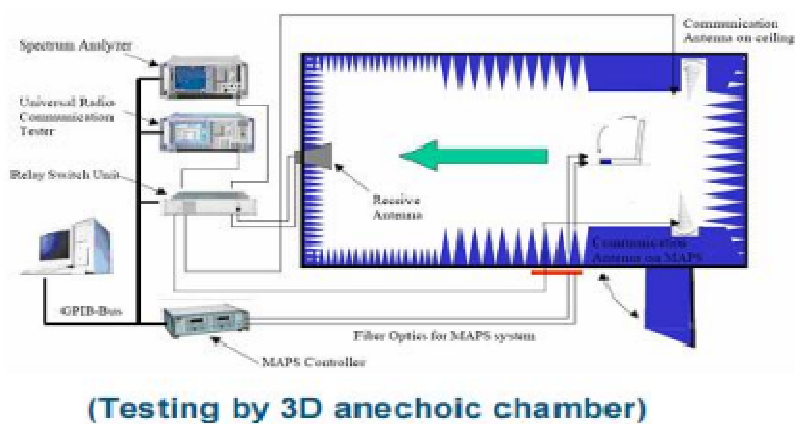 Communication
Antenna on ceiling
Spectrum Analyzer
Universal Radio
Communication
Tester
Relay Switch Unit
Receive
Antenna
Communication
Antenna on MAPS
GPIB-Bus
Fiber Optics for MAPS system
MAPS Controller
(Testing by 3D anechoic chamber)